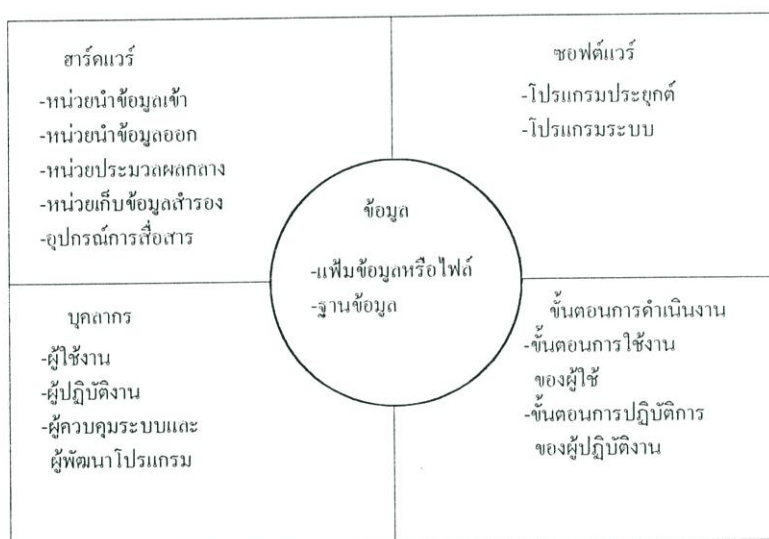 ฮาร์ดแวร์
-หน่วยนำข้อมูลเข้า
-หน่วยนำข้อมูลออก
-หน่วยประมวลผลกลาง
-หน่วยเก็บข้อมูลสำรอง
-อุปกรณ์การสื่อสาร
ซอฟต์แวร์
-โปรแกรมประยุกต์
-โปรแกรมระบบ
ข้อมูล
-แฟ้มข้อมูลหรือไฟล์
-ฐานข้อมูล
บุคลากร
-ผู้ใช้งาน
-ผู้ปฏิบัติงาน
-ผู้ควบคุมระบบและ
ผู้พัฒนาโปรแกรม
ขั้นตอนการดำเนินงาน
-ขั้นตอนการใช้งาน
ของผู้ใช้
-ขั้นตอนการปฏิบัติการ
ของผู้ปฏิบัติงาน